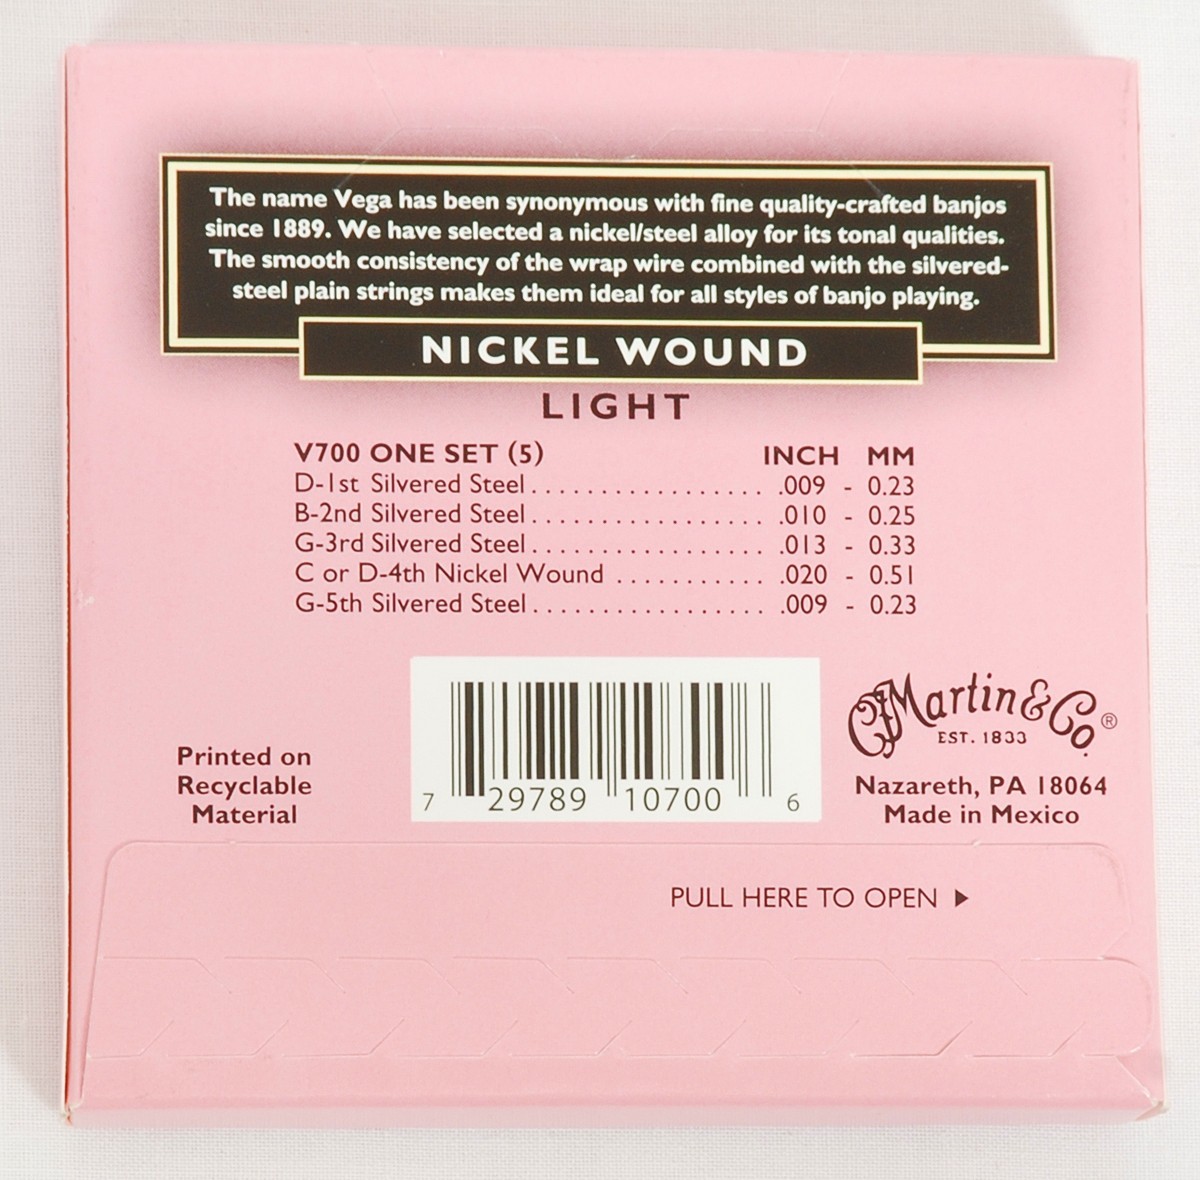 The name Vega has been synonymous with fine quality-crafted banjos
since 1889. We have selected a nickel/steel alloy for its tonal qualities.
The smooth consistency of the wrap wire combined with the silvered-
steel plain strings makes them ideal for all styles of banjo playing.
NICKEL WOUND
LIGHT
V700 ONE SET (5) INCH MM
D-1st Silvered Steel.................. .009 - 0.23
B-2nd Silvered Steel.................. .010 - 0.25
G-3rd Silvered Steel.................. .013 - 0.33
C or D-4th Nickel Wound ............ .020 - 0.51
G-5th Silvered Steel.................. .009 - 0.23
7 29789 10700 6
CF Martin & Co. ®
EST. 1833
Nazareth, PA 18064
Made in Mexico
Printed on
Recyclable
Material
PULL HERE TO OPEN ▶